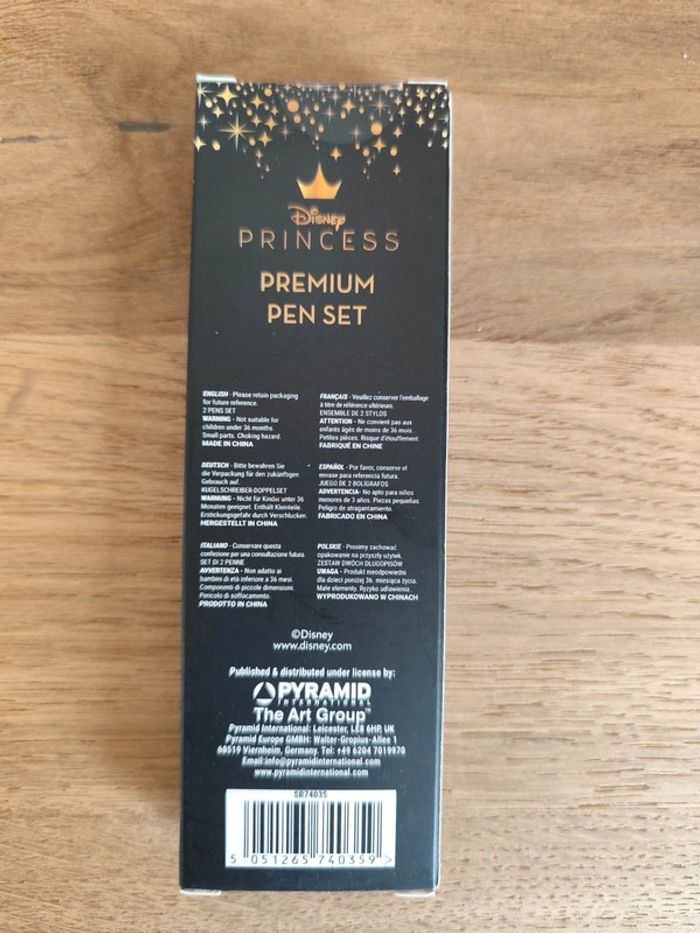 Disney
PRINCESS
PREMIUM
PEN SET
ENGLISH - Please retain packaging
for future reference.
2 PENS SET
WARNING - Not suitable for
children under 36 months.
Small parts. Choking hazard.
MADE IN CHINA
FRANÇAIS - Veuillez conserver l'emballage
à titre de référence ultérieure.
ENSEMBLE DE 2 STYLOS
ATTENTION - Ne convient pas aux
enfants âgés de moins de 36 mois.
Petites pièces. Risque d'étouffement.
FABRIQUÉ EN CHINE
DEUTSCH - Bitte bewahren Sie
die Verpackung für den zukünftigen
Gebrauch auf.
KUGELSCHREIBER-DOPPELSET
WARNUNG - Nicht für Kinder unter 36
Monaten geeignet. Enthält Kleinteile.
Erstickungsgefahr durch Verschlucken.
HERGESTELLT IN CHINA
ESPAÑOL - Por favor, conserve el
envase para referencia futura.
JUEGO DE 2 BOLÍGRAFOS
ADVERTENCIA- No apto para niños
menores de 3 años. Piezas pequeñas.
Peligro de atragantamiento.
FABRICADO EN CHINA
ITALIANO - Conservare questa
confezione per una consultazione futura.
SET DI 2 PENNE
AVVERTENZA - Non adatto ai
bambini di età inferiore a 36 mesi.
Componenti di piccole dimensioni.
Pericolo di soffocamento.
PRODOTTO IN CHINA
POLSKIE - Prosimy zachować
opakowanie na przyszły użytek.
ZESTAW DWÓCH DŁUGOPISÓW
UWAGA - Produkt nieodpowiedni
dla dzieci poniżej 36. miesiąca życia.
Małe elementy. Ryzyko udławienia.
WYPRODUKOWANO W CHINACH
©Disney
www.disney.com
Published & distributed under license by:
PYRAMID
INTERNATIONAL
The Art Group™
Pyramid International: Leicester, LE8 6HP, UK
Pyramid Europe GMBH: Walter-Gropius-Allee 1
68519 Viernheim, Germany. Tel: +49 6204 7019970
Email:info@pyramidinternational.com
www.pyramidinternational.com
SR74035
5 051265 740359 >